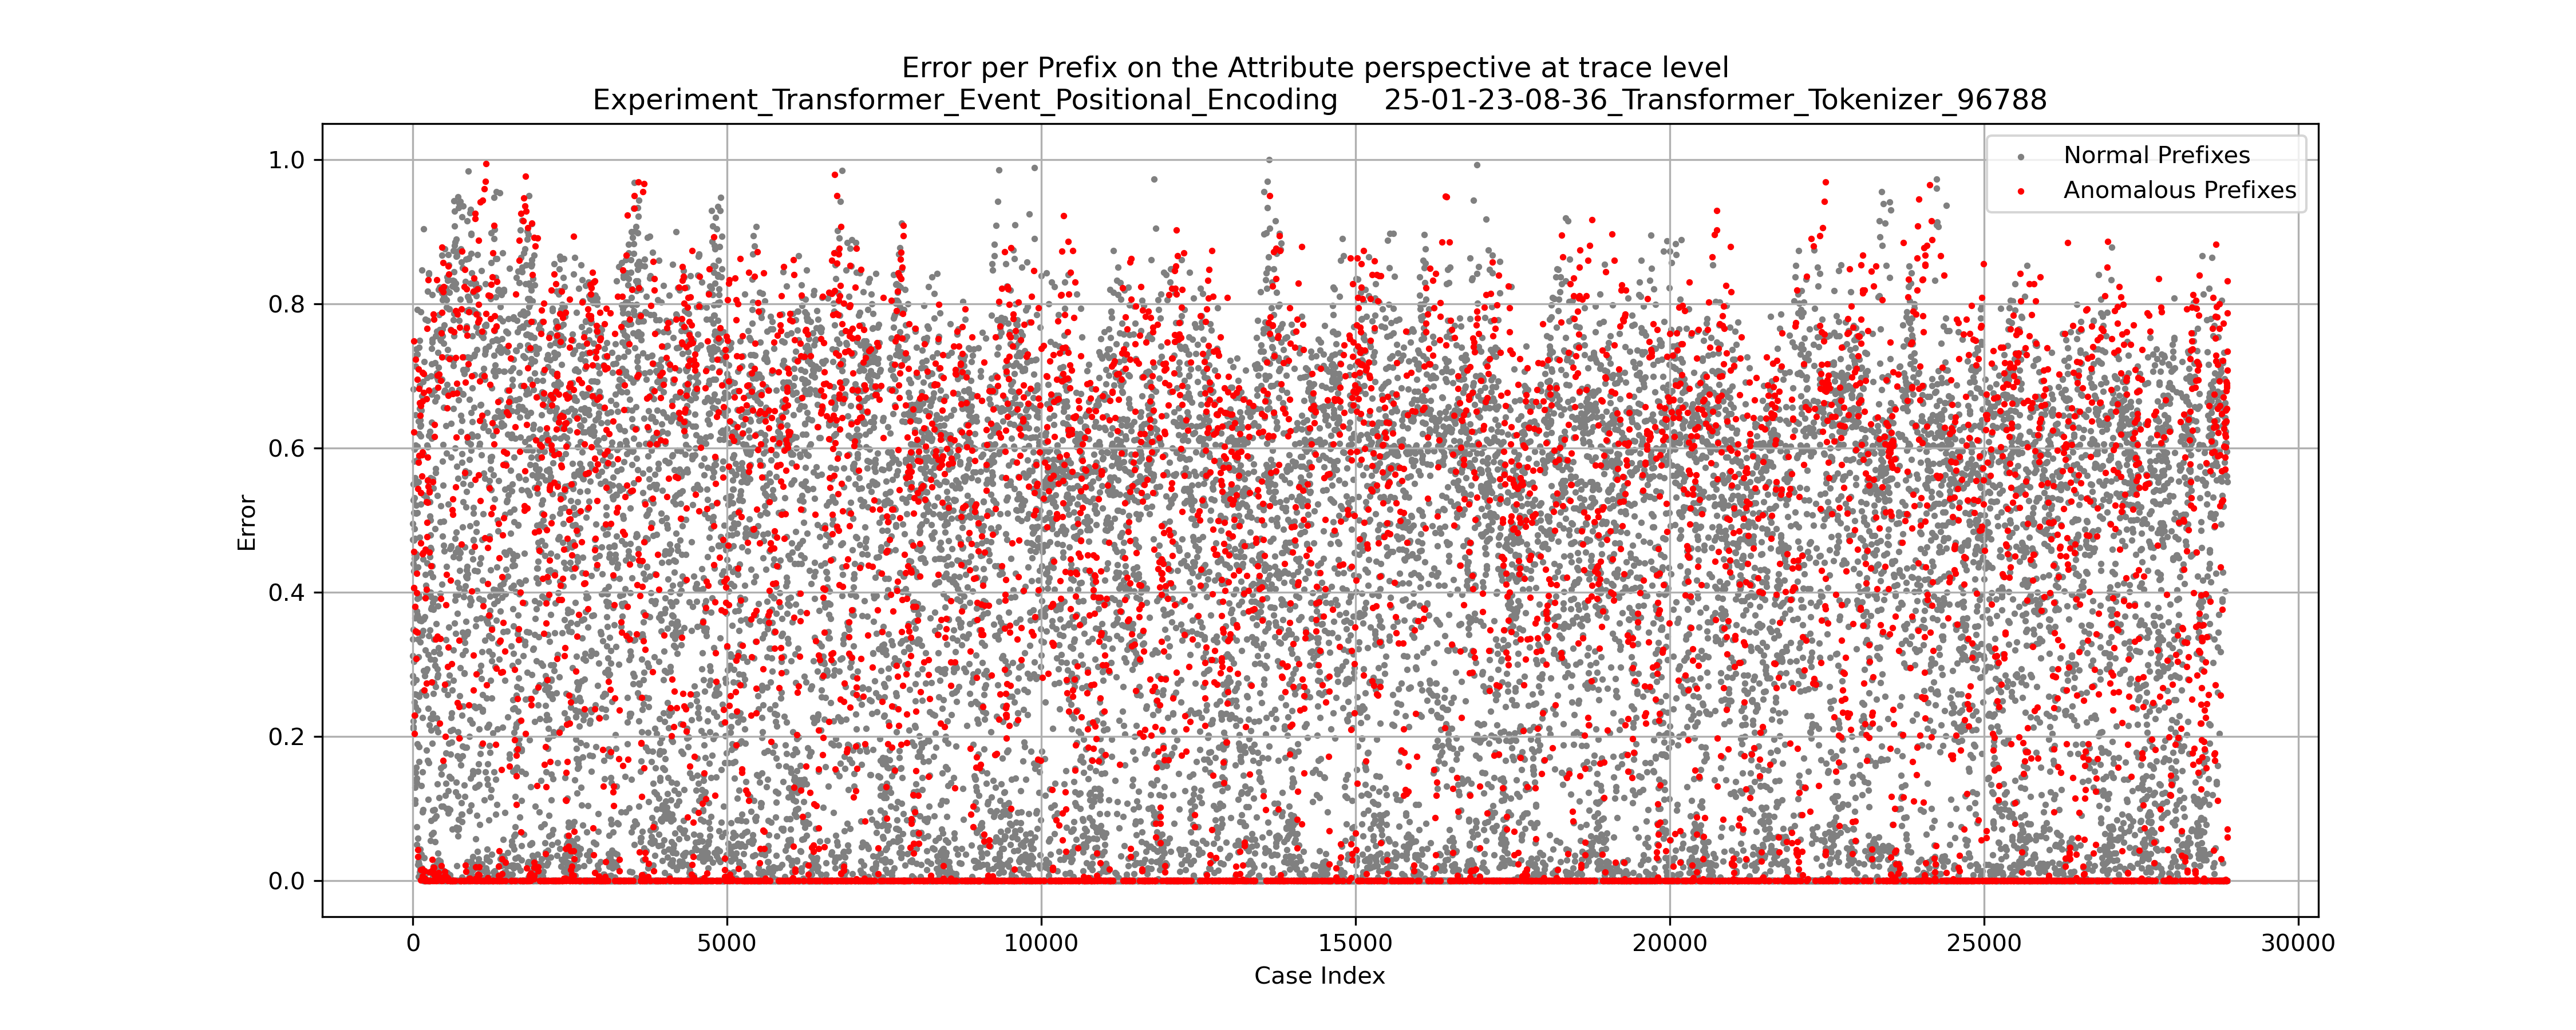 Error per Prefix on the Attribute perspective at trace level
Experiment_Transformer_Event_Positional_Encoding 25-01-23-08-36_Transformer_Tokenizer_96788
Normal Prefixes
Anomalous Prefixes
Error
1.0
0.8
0.6
0.4
0.2
0.0
0 5000 10000 15000 20000 25000 30000
Case Index